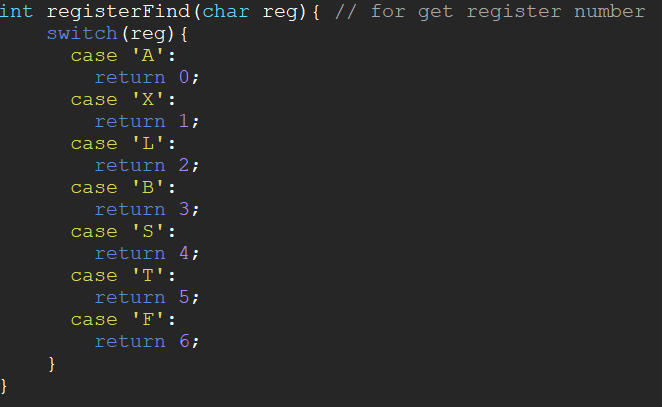 int registerFind(char reg){ // for get register number
    switch(reg){
      case 'A':
        return 0;
      case 'X':
        return 1;
      case 'L':
        return 2;
      case 'B':
        return 3;
      case 'S':
        return 4;
      case 'T':
        return 5;
      case 'F':
        return 6;
    }
}